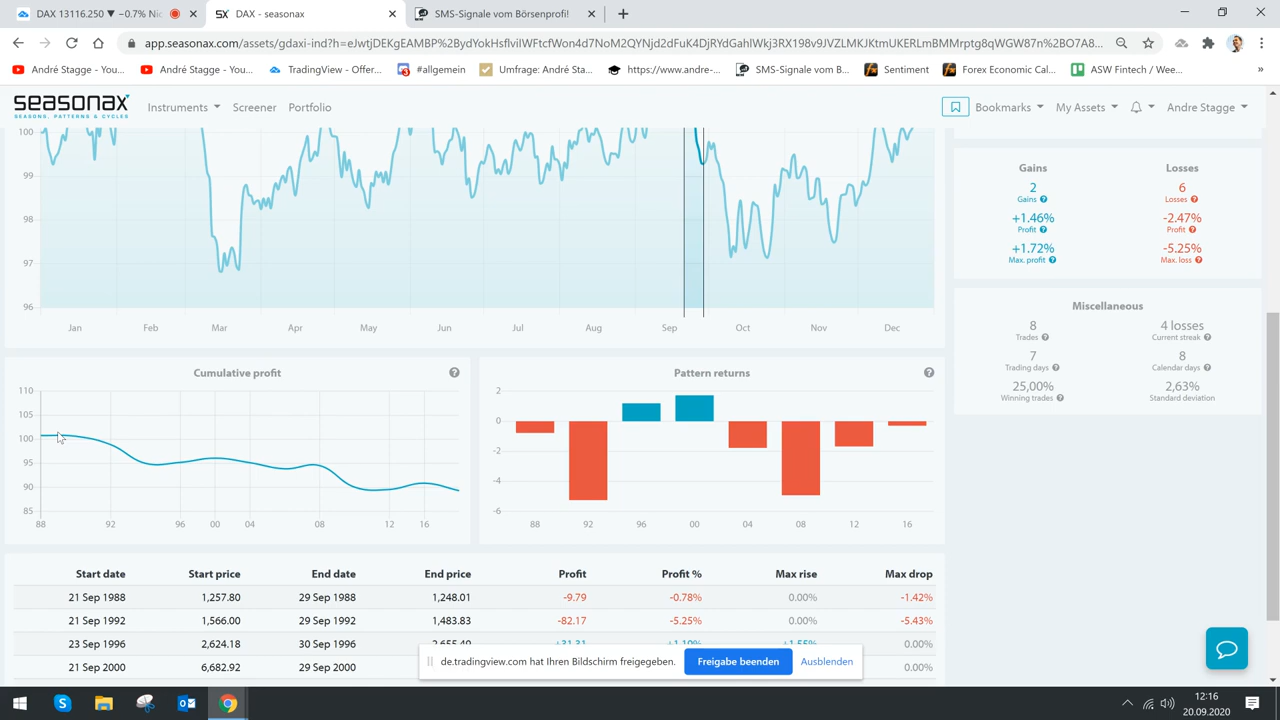 DAX 13116.250 ▼ −0.7% Nic
DAX - seasonax
SMS-Signale vom Börsenprofi!
André Stagge - You...
André Stagge - You...
TradingView - Offer...
#allgemein
Umfrage: André Sta...
https://www.andre-...
SMS-Signale vom B...
Sentiment
Forex Economic Cal...
ASW Fintech / Wee...
seasonax
SEASONS, PATTERNS & CYCLES
Instruments
Screener
Portfolio
Bookmarks
My Assets
Andre Stagge
100
99
98
97
96
Jan Feb Mar Apr May Jun Jul Aug Sep Oct Nov Dec
Gains
2
Gains
+1.46%
Profit
+1.72%
Max. profit
Losses
6
Losses
-2.47%
Profit
-5.25%
Max. loss
Miscellaneous
8 4 losses
Trades Current streak
7 8
Trading days Calendar days
25,00% 2,63%
Winning trades Standard deviation
Cumulative profit
110
105
100
95
90
85
88 92 96 00 04 08 12 16
Pattern returns
2
0
-2
-4
-6
88 92 96 00 04 08 12 16
Start date Start price End date End price Profit Profit % Max rise Max drop
21 Sep 1988 1,257.80 29 Sep 1988 1,248.01 -9.79 -0.78% 0.00% -1.42%
21 Sep 1992 1,566.00 29 Sep 1992 1,483.83 -82.17 -5.25% 0.00% -5.43%
23 Sep 1996 2,624.18 30 Sep 1996 2,655.49 +31.31 +1.19% +1.55% 0.00%
21 Sep 2000 6,682.92 29 Sep 2000 0.00%
de.tradingview.com hat Ihren Bildschirm freigegeben.
Freigabe beenden
Ausblenden
12:16
20.09.2020